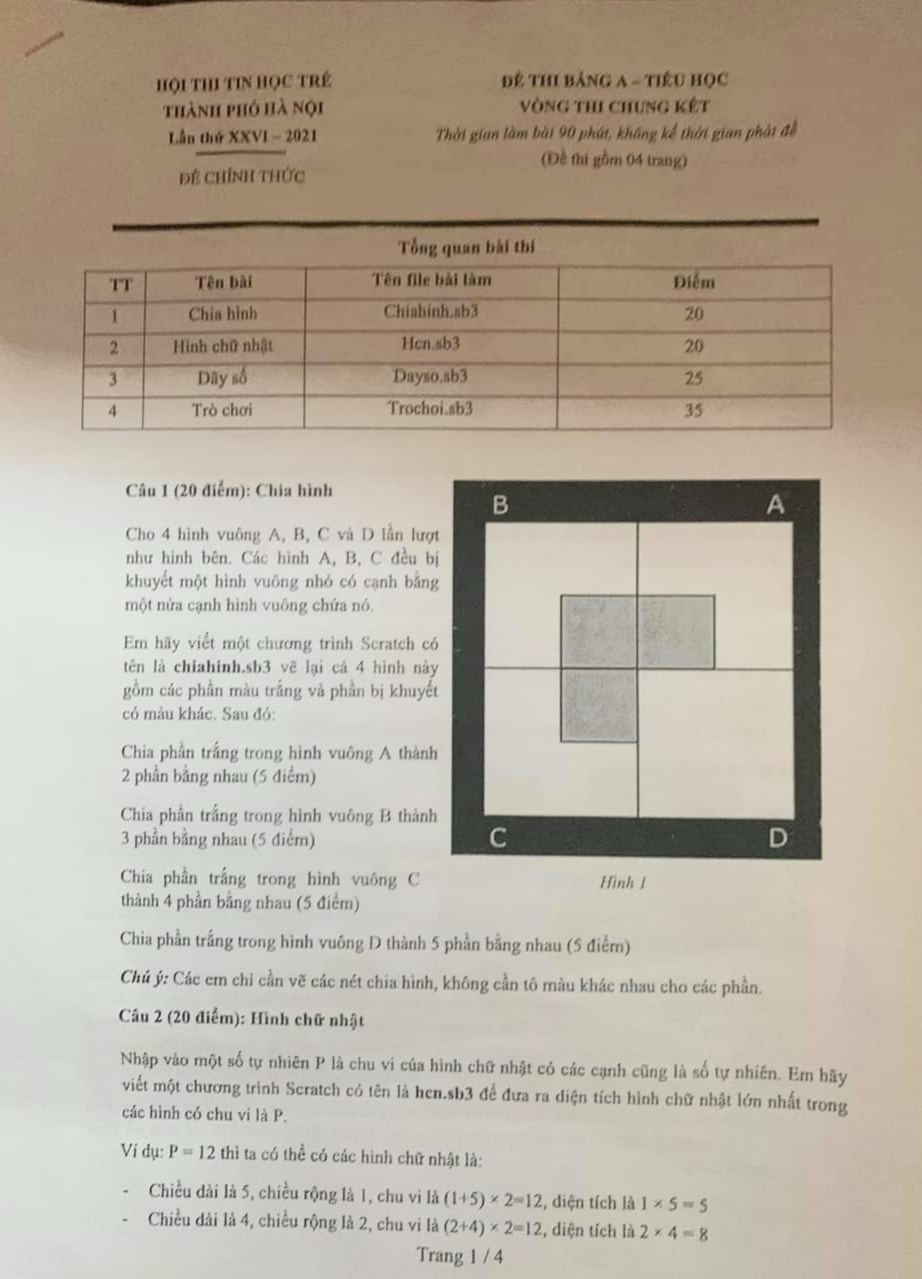 HỘI THI TIN HỌC TRẺ
THÀNH PHỐ HÀ NỘI
Lần thứ XXVI – 2021
ĐỀ CHÍNH THỨC
ĐỀ THI BẢNG A – TIỂU HỌC
VÒNG THI CHUNG KẾT
Thời gian làm bài 90 phút, không kể thời gian phát đề
(Đề thi gồm 04 trang)
Tổng quan bài thi
TT Tên bài Tên file bài làm Điểm
1 Chia hình Chiahinh.sb3 20
2 Hình chữ nhật Hcn.sb3 20
3 Dãy số Dayso.sb3 25
4 Trò chơi Trochoi.sb3 35
Câu 1 (20 điểm): Chia hình
Cho 4 hình vuông A, B, C và D lần lượt
như hình bên. Các hình A, B, C đều bị
khuyết một hình vuông nhỏ có cạnh bằng
một nửa cạnh hình vuông chứa nó.
Em hãy viết một chương trình Scratch có
tên là chiahinh.sb3 vẽ lại cả 4 hình này
gồm các phần màu trắng và phần bị khuyết
có màu khác. Sau đó:
Chia phần trắng trong hình vuông A thành
2 phần bằng nhau (5 điểm)
Chia phần trắng trong hình vuông B thành
3 phần bằng nhau (5 điểm)
Chia phần trắng trong hình vuông C
thành 4 phần bằng nhau (5 điểm)
B A
C D
Hình 1
Chia phần trắng trong hình vuông D thành 5 phần bằng nhau (5 điểm)
Chú ý: Các em chỉ cần vẽ các nét chia hình, không cần tô màu khác nhau cho các phần.
Câu 2 (20 điểm): Hình chữ nhật
Nhập vào một số tự nhiên P là chu vi của hình chữ nhật có các cạnh cũng là số tự nhiên. Em hãy
viết một chương trình Scratch có tên là hcn.sb3 để đưa ra diện tích hình chữ nhật lớn nhất trong
các hình có chu vi là P.
Ví dụ: P = 12 thì ta có thể có các hình chữ nhật là:
- Chiều dài là 5, chiều rộng là 1, chu vi là (1+5) × 2=12, diện tích là 1 × 5 = 5
- Chiều dài là 4, chiều rộng là 2, chu vi là (2+4) × 2=12, diện tích là 2 × 4 = 8
Trang 1 / 4